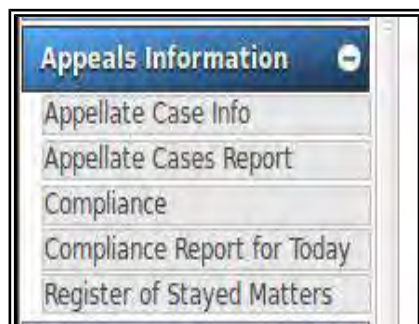 Appeals Information
Appellate Case Info
Appellate Cases Report
Compliance
Compliance Report for Today
Register of Stayed Matters